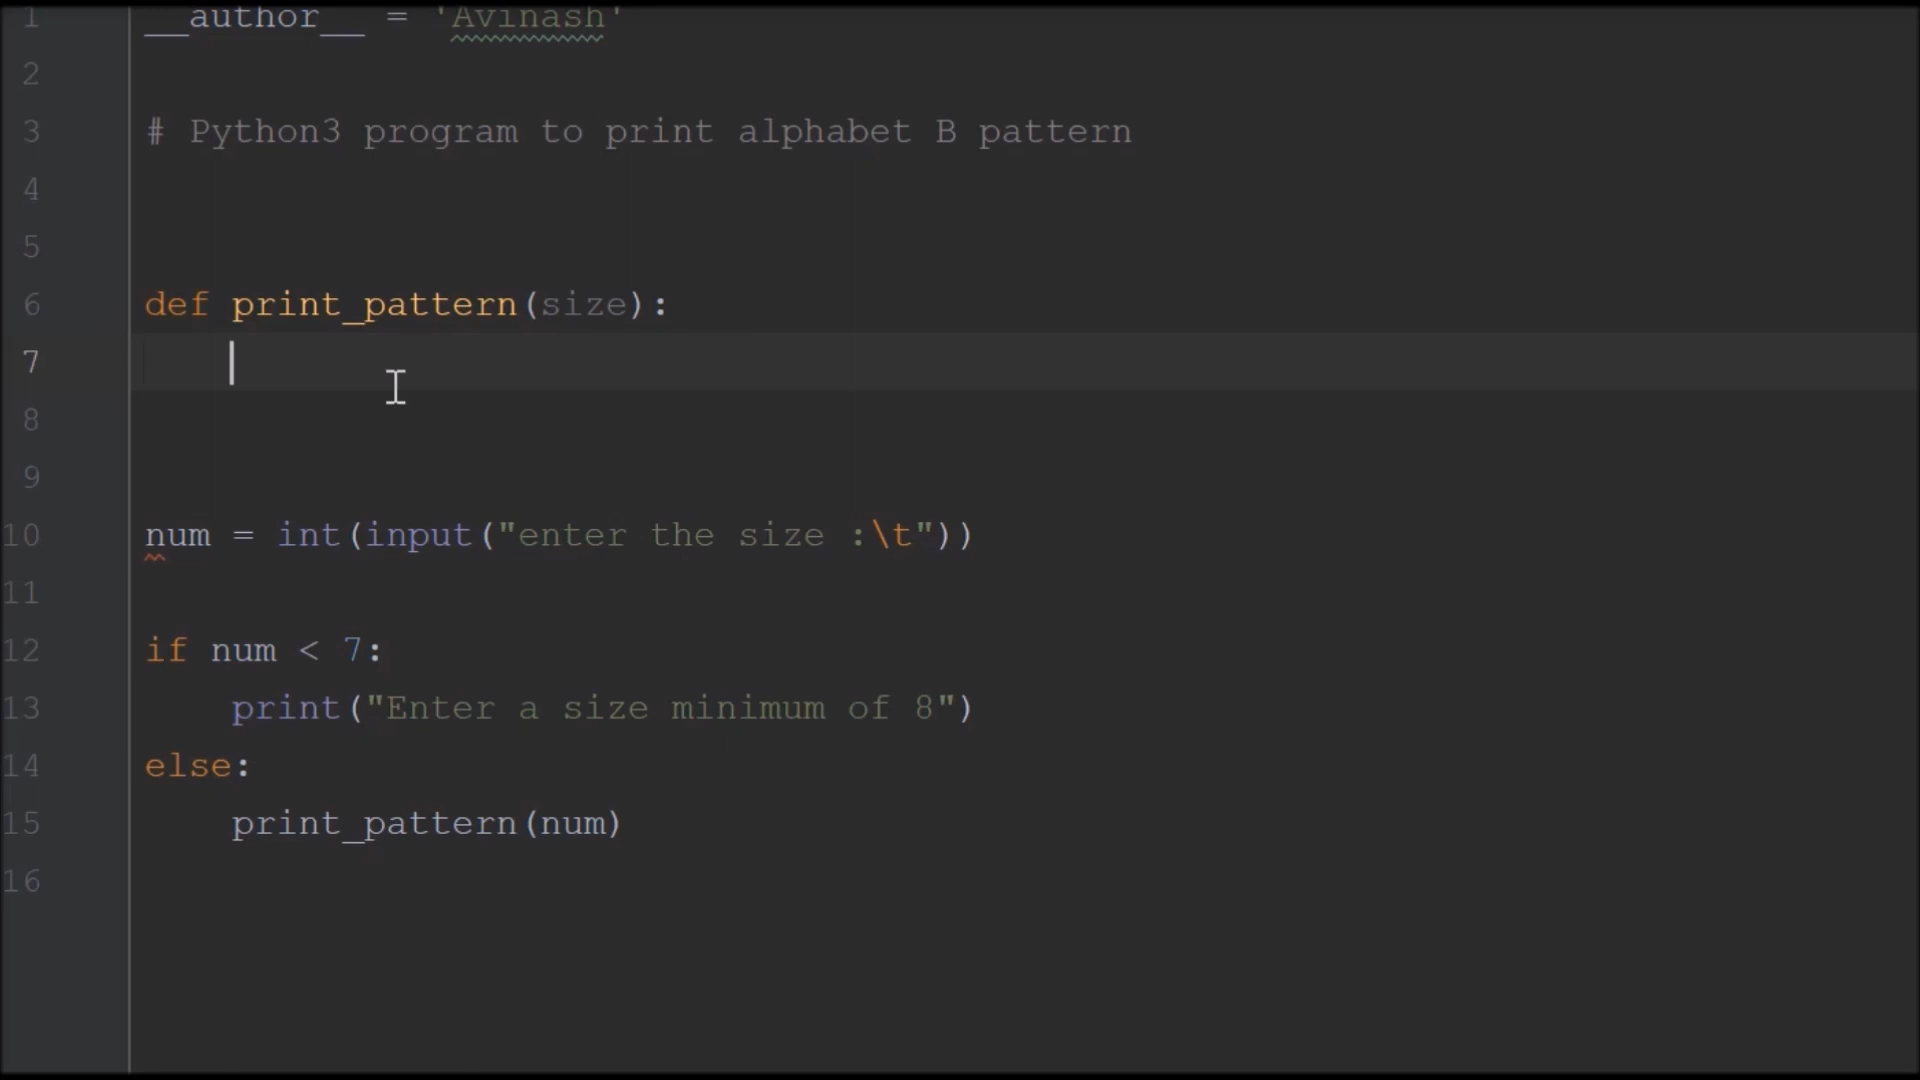 1 __author__ = 'Avinash'
2
3 # Python3 program to print alphabet B pattern
4
5
6 def print_pattern(size):
7
8
9
10 num = int(input("enter the size :\t"))
11
12 if num < 7:
13     print("Enter a size minimum of 8")
14 else:
15     print_pattern(num)
16